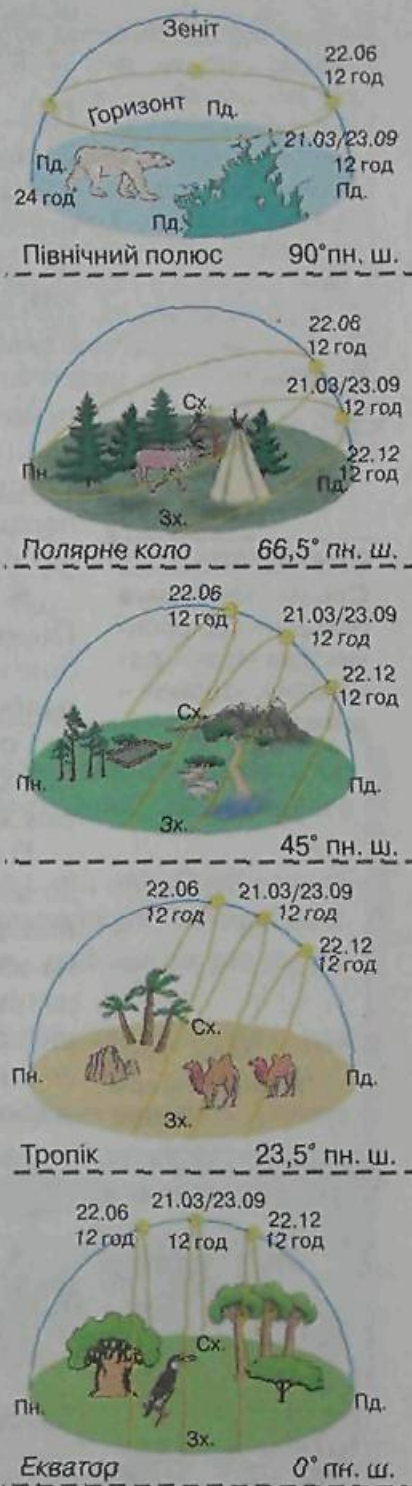 Зеніт
22.06
12 год
Горизонт Пд.
21.03/23.09
Пд. 12 год
24 год Пд.
Пд.
Північний полюс 90°пн. ш.
22.06
12 год
21.03/23.09
Сх. 12 год
22.12
Пн. Пд. 12 год
Зх.
Полярне коло 66,5° пн. ш.
22.06
12 год 21.03/23.09
12 год
22.12
Сх. 12 год
Пн. Пд.
Зх.
45° пн. ш.
22.06 21.03/23.09
12 год 12 год
22.12
12 год
Сх.
Пн. Пд.
Зх.
Тропік 23,5° пн. ш.
21.03/23.09
22.06 22.12
12 год 12 год 12 год
Сх.
Пн. Пд.
Зх.
Екватор 0° пн. ш.